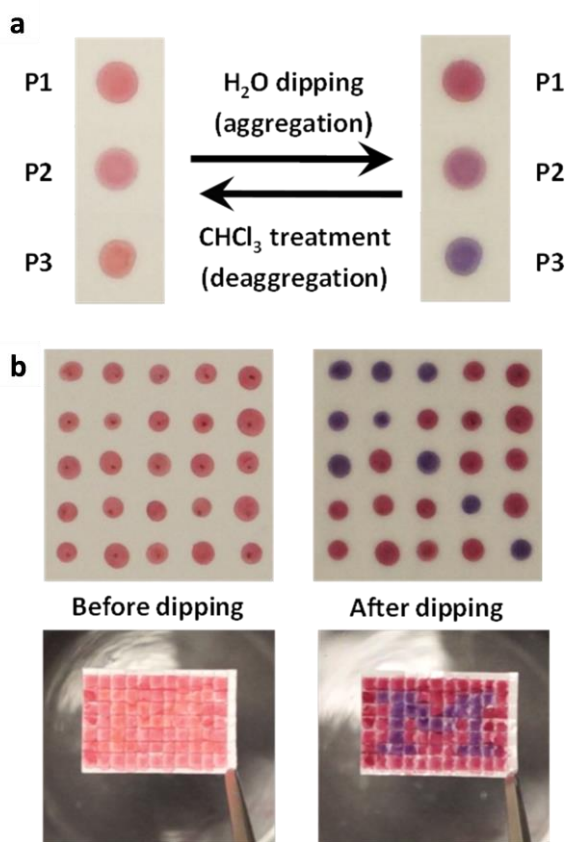 a
P1
H₂O dipping
(aggregation)
P1
P2
P2
CHCl₃ treatment
(deaggregation)
P3
P3
b
Before dipping
After dipping